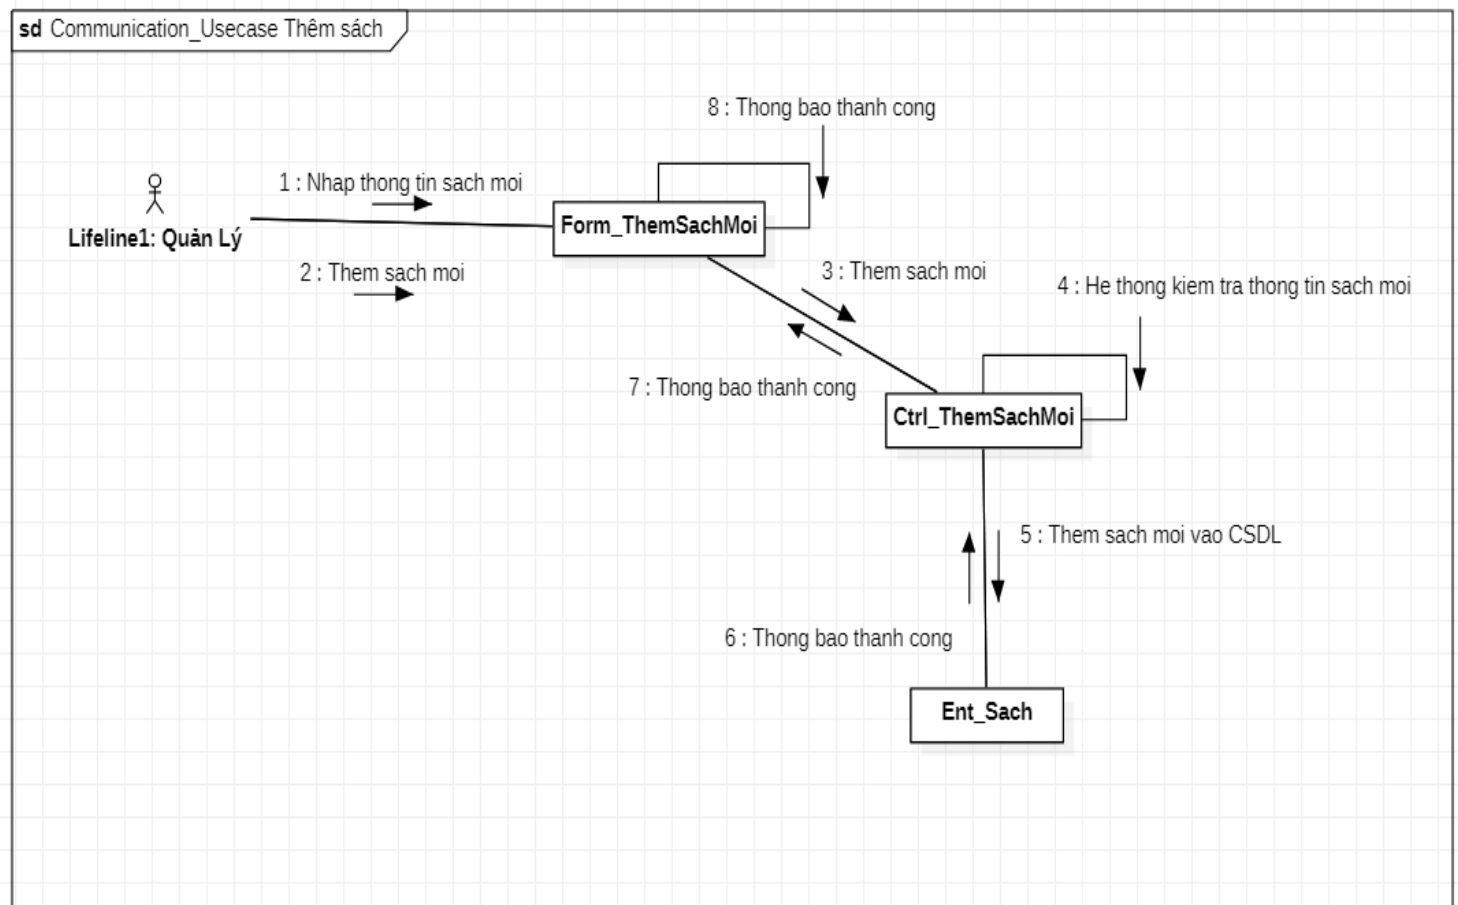 sd Communication_Usecase Thêm sách
8 : Thong bao thanh cong
1 : Nhap thong tin sach moi
Form_ThemSachMoi
Lifeline1: Quản Lý
2 : Them sach moi
3 : Them sach moi
4 : He thong kiem tra thong tin sach moi
7 : Thong bao thanh cong
Ctrl_ThemSachMoi
5 : Them sach moi vao CSDL
6 : Thong bao thanh cong
Ent_Sach